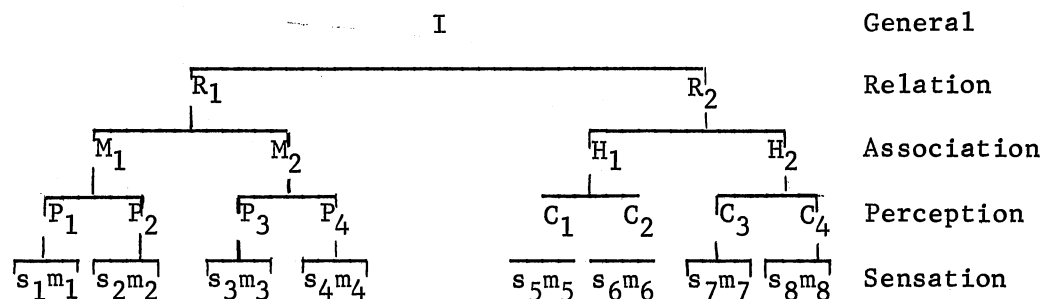 I General
R1 R2 Relation
M1 M2 H1 H2 Association
P1 P2 P3 P4 C1 C2 C3 C4 Perception
s1m1 s2m2 s3m3 s4m4 s5m5 s6m6 s7m7 s8m8 Sensation